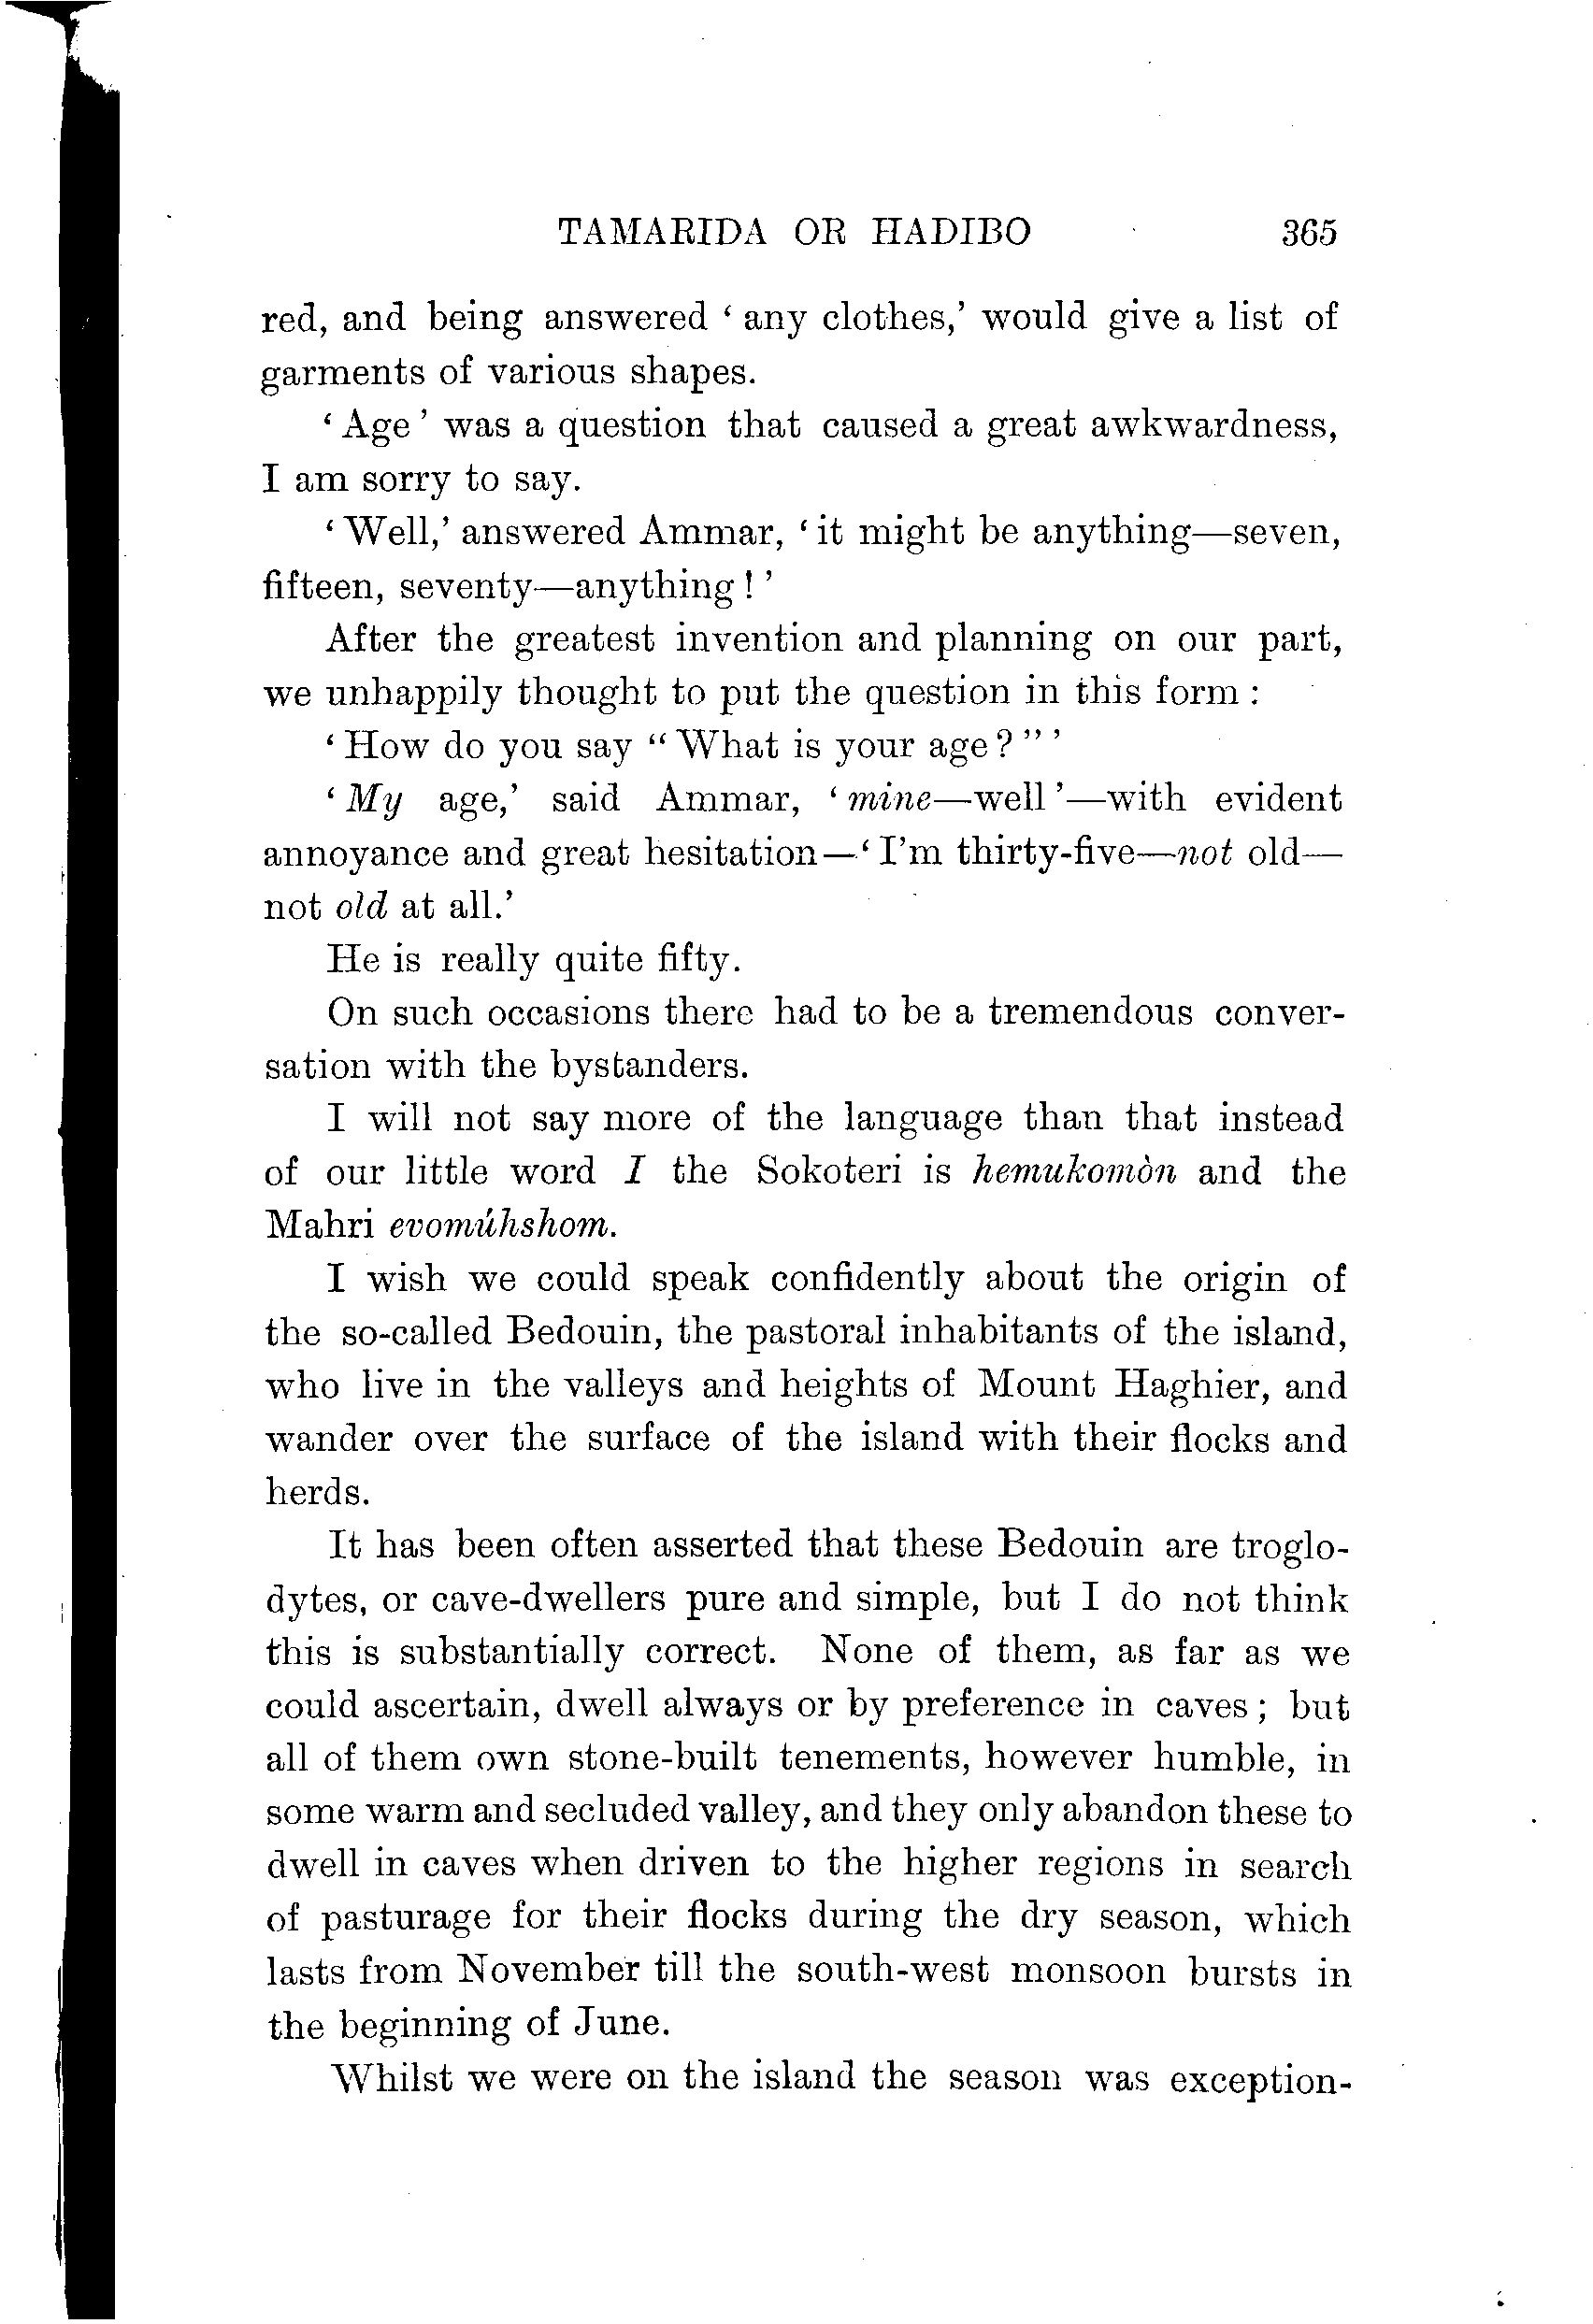 TAMARIDA OR HADIBO 365
red, and being answered ‘ any clothes,’ would give a list of
garments of various shapes.
‘ Age ’ was a question that caused a great awkwardness,
I am sorry to say.
‘ Well,’ answered Ammar, ‘ it might be anything—seven,
fifteen, seventy—anything ! ’
After the greatest invention and planning on our part,
we unhappily thought to put the question in this form :
‘ How do you say “ What is your age ? ” ’
‘ My age,’ said Ammar, ‘ mine—well ’—with evident
annoyance and great hesitation—‘ I’m thirty-five—not old—
not old at all.’
He is really quite fifty.
On such occasions there had to be a tremendous conver-
sation with the bystanders.
I will not say more of the language than that instead
of our little word I the Sokoteri is hemukomòn and the
Mahri evomúhshom.
I wish we could speak confidently about the origin of
the so-called Bedouin, the pastoral inhabitants of the island,
who live in the valleys and heights of Mount Haghier, and
wander over the surface of the island with their flocks and
herds.
It has been often asserted that these Bedouin are troglo-
dytes, or cave-dwellers pure and simple, but I do not think
this is substantially correct. None of them, as far as we
could ascertain, dwell always or by preference in caves ; but
all of them own stone-built tenements, however humble, in
some warm and secluded valley, and they only abandon these to
dwell in caves when driven to the higher regions in search
of pasturage for their flocks during the dry season, which
lasts from November till the south-west monsoon bursts in
the beginning of June.
Whilst we were on the island the season was exception-